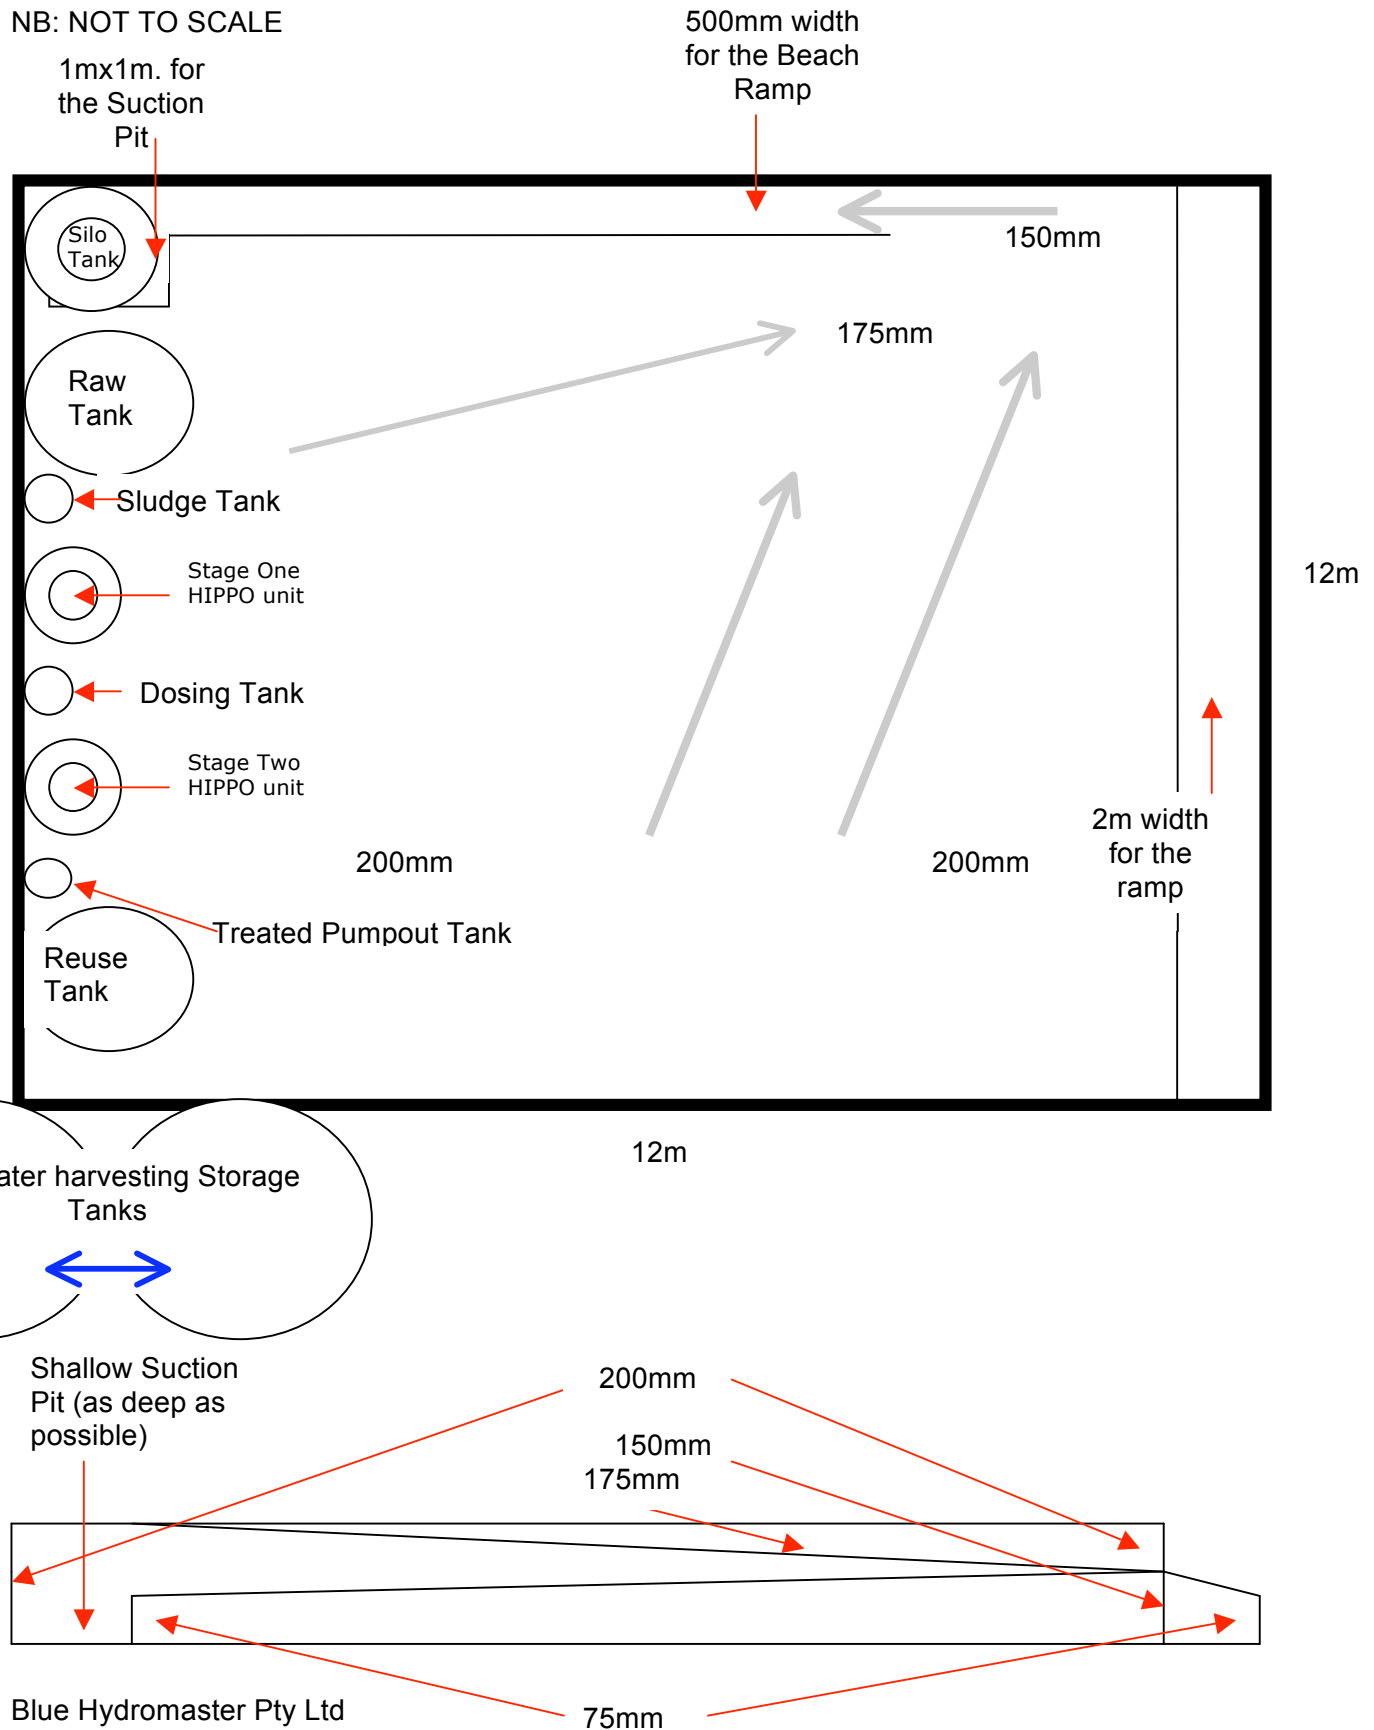 NB: NOT TO SCALE
500mm width
for the Beach
Ramp
1mx1m. for
the Suction
Pit
Silo
Tank
150mm
175mm
Raw
Tank
Sludge Tank
Stage One
HIPPO unit
12m
Dosing Tank
Stage Two
HIPPO unit
2m width
for the
ramp
200mm
200mm
Treated Pumpout Tank
Reuse
Tank
12m
ater harvesting Storage
Tanks
Shallow Suction
Pit (as deep as
possible)
200mm
150mm
175mm
Blue Hydromaster Pty Ltd
75mm